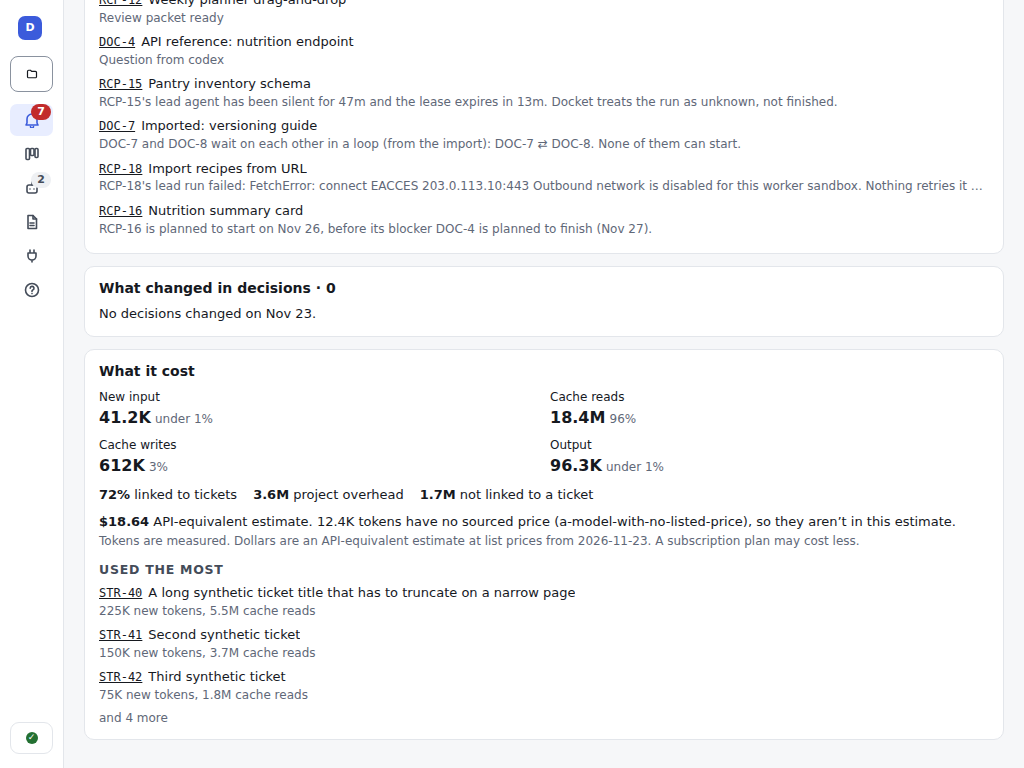 D
RCP-12 Weekly planner drag-and-drop
Review packet ready
DOC-4 API reference: nutrition endpoint
Question from codex
7
RCP-15 Pantry inventory schema
RCP-15's lead agent has been silent for 47m and the lease expires in 13m. Docket treats the run as unknown, not finished.
DOC-7 Imported: versioning guide
DOC-7 and DOC-8 wait on each other in a loop (from the import): DOC-7 ⇄ DOC-8. None of them can start.
RCP-18 Import recipes from URL
2
RCP-18's lead run failed: FetchError: connect EACCES 203.0.113.10:443 Outbound network is disabled for this worker sandbox. Nothing retries it …
RCP-16 Nutrition summary card
RCP-16 is planned to start on Nov 26, before its blocker DOC-4 is planned to finish (Nov 27).
What changed in decisions · 0
No decisions changed on Nov 23.
What it cost
New input
41.2K under 1%
Cache reads
18.4M 96%
Cache writes
612K 3%
Output
96.3K under 1%
72% linked to tickets 3.6M project overhead 1.7M not linked to a ticket
$18.64 API-equivalent estimate. 12.4K tokens have no sourced price (a-model-with-no-listed-price), so they aren’t in this estimate.
Tokens are measured. Dollars are an API-equivalent estimate at list prices from 2026-11-23. A subscription plan may cost less.
USED THE MOST
STR-40 A long synthetic ticket title that has to truncate on a narrow page
225K new tokens, 5.5M cache reads
STR-41 Second synthetic ticket
150K new tokens, 3.7M cache reads
STR-42 Third synthetic ticket
75K new tokens, 1.8M cache reads
and 4 more